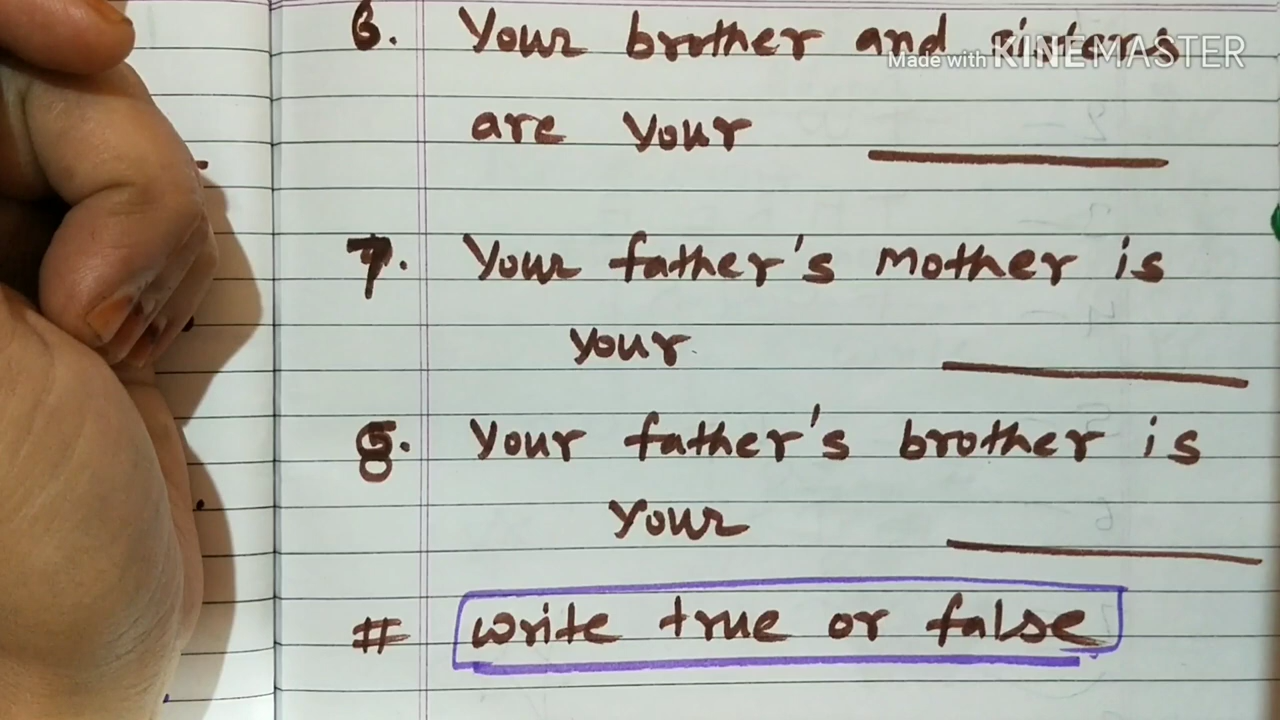 6. Your brother and sisters
Made with KINEMASTER
are your
7. Your father's mother is
your
8. Your father's brother is
your
# write true or false